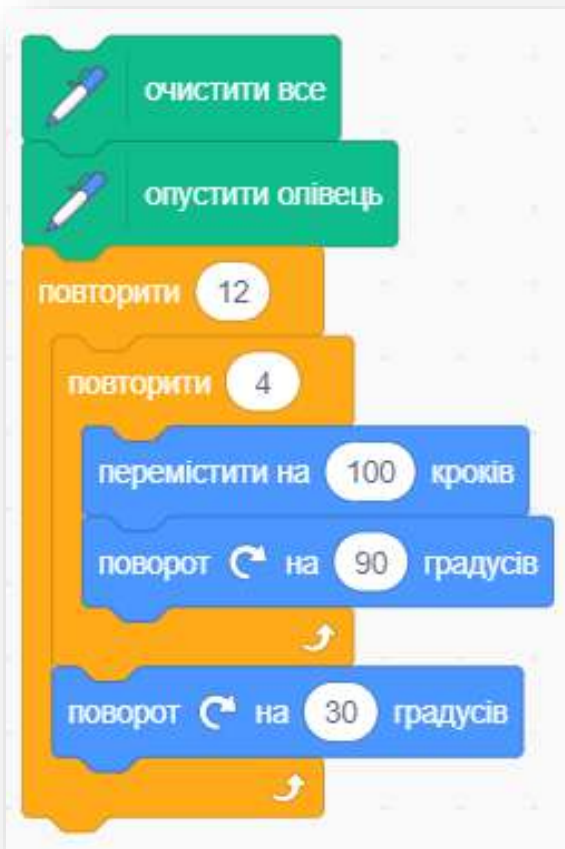 очистити все
опустити олівець
повторити 12
повторити 4
перемістити на 100 кроків
поворот на 90 градусів
поворот на 30 градусів